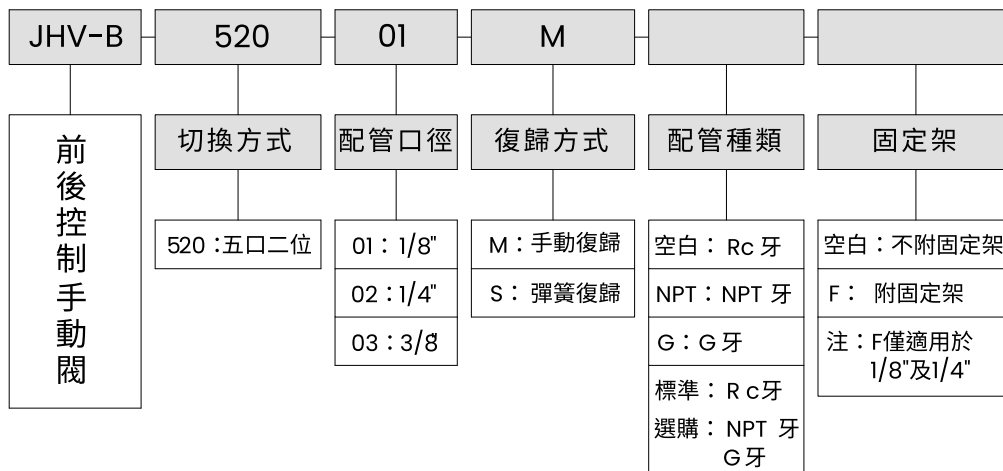 JHV-B 520 01 M
前後控制手動閥
切換方式
520：五口二位
配管口徑
01：1/8"
02：1/4"
03：3/8"
復歸方式
M：手動復歸
S：彈簧復歸
配管種類
空白：Rc 牙
NPT：NPT 牙
G：G 牙
標準：R c牙
選購：NPT 牙
G 牙
固定架
空白：不附固定架
F： 附固定架
注：F僅適用於
1/8"及1/4"